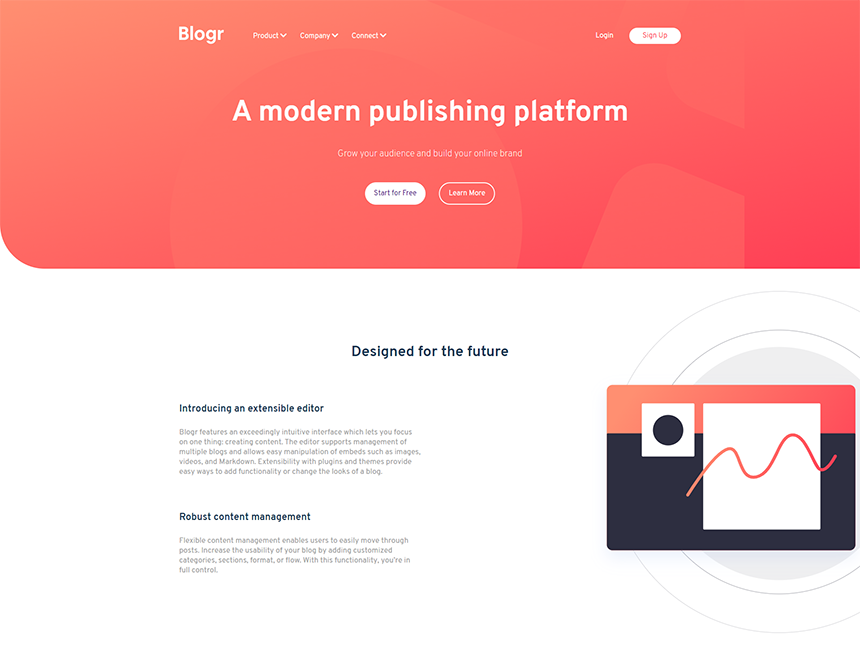 Blogr
Product
Company
Connect
Login
Sign Up
A modern publishing platform
Grow your audience and build your online brand
Start for Free
Learn More
Designed for the future
Introducing an extensible editor
Blogr features an exceedingly intuitive interface which lets you focus
on one thing: creating content. The editor supports management of
multiple blogs and allows easy manipulation of embeds such as images,
videos, and Markdown. Extensibility with plugins and themes provide
easy ways to add functionality or change the looks of a blog.
Robust content management
Flexible content management enables users to easily move through
posts. Increase the usability of your blog by adding customized
categories, sections, format, or flow. With this functionality, you're in
full control.